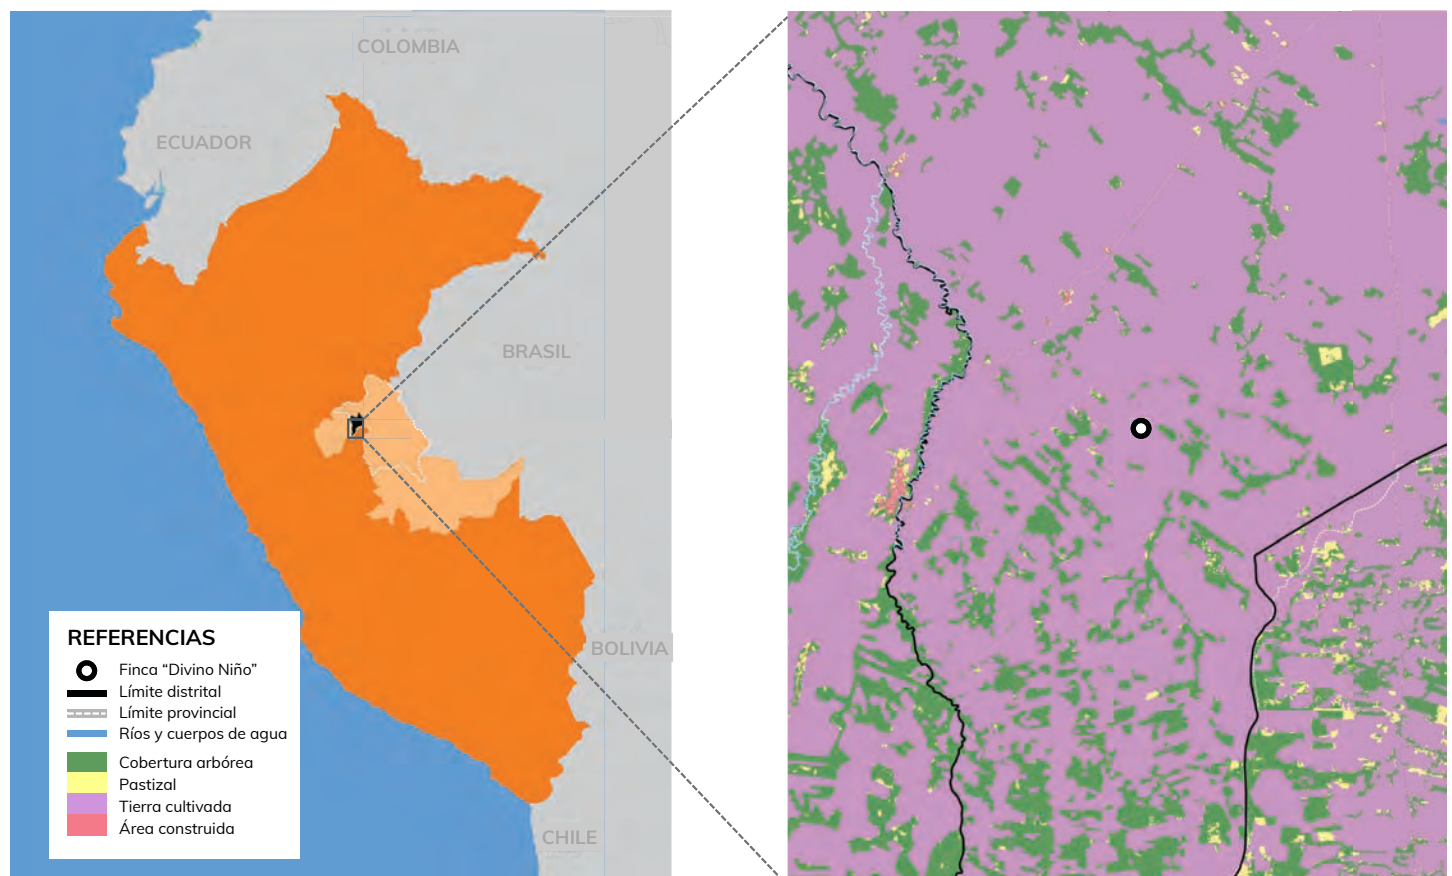 COLOMBIA
ECUADOR
BRASIL
BOLIVIA
CHILE
REFERENCIAS
Finca “Divino Niño”
Límite distrital
Límite provincial
Ríos y cuerpos de agua
Cobertura arbórea
Pastizal
Tierra cultivada
Área construida